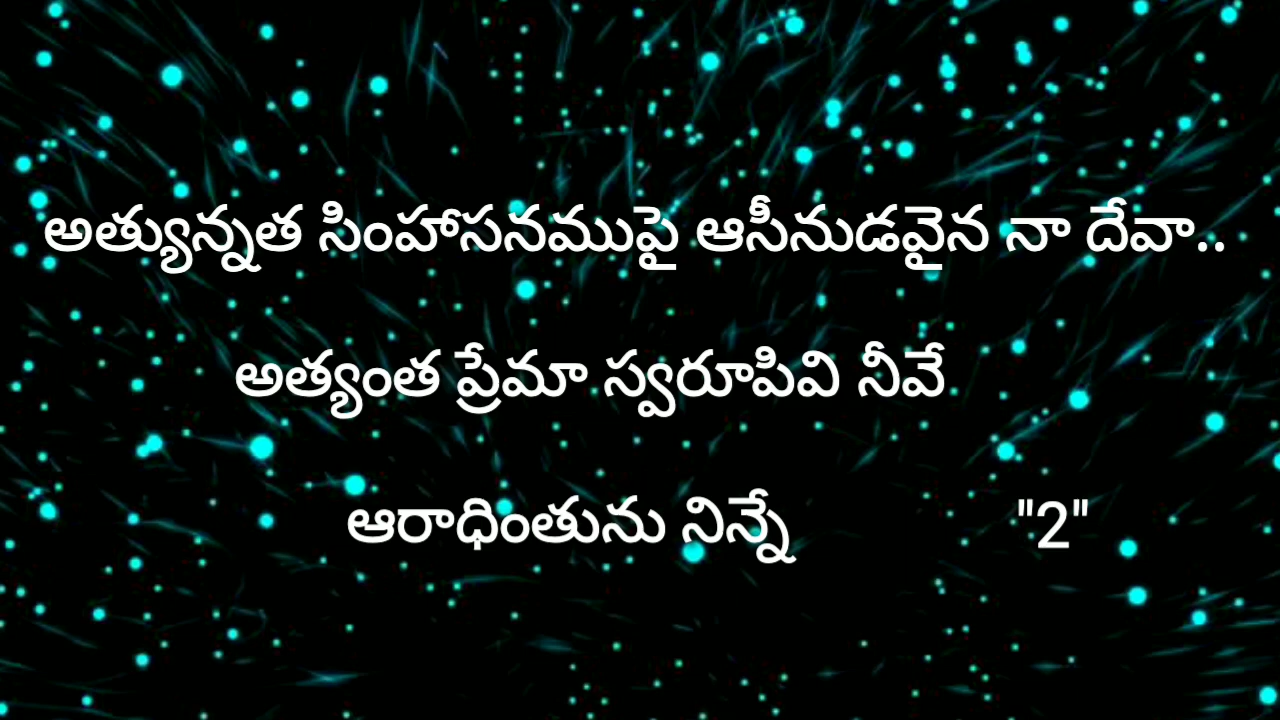 అత్యున్నత సింహాసనముపై ఆసీనుడవైన నా దేవా..
అత్యంత ప్రేమా స్వరూపివి నీవే
ఆరాధింతును నిన్నే "2"